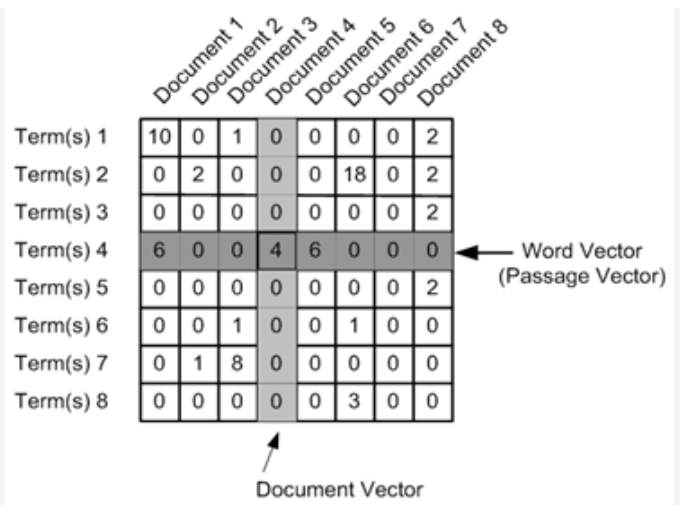 Document 1
Document 2
Document 3
Document 4
Document 5
Document 6
Document 7
Document 8
Term(s) 1 10 0 1 0 0 0 0 2
Term(s) 2 0 2 0 0 0 18 0 2
Term(s) 3 0 0 0 0 0 0 0 2
Term(s) 4 6 0 0 4 6 0 0 0 Word Vector
(Passage Vector)
Term(s) 5 0 0 0 0 0 0 0 2
Term(s) 6 0 0 1 0 0 1 0 0
Term(s) 7 0 1 8 0 0 0 0 0
Term(s) 8 0 0 0 0 0 3 0 0
Document Vector